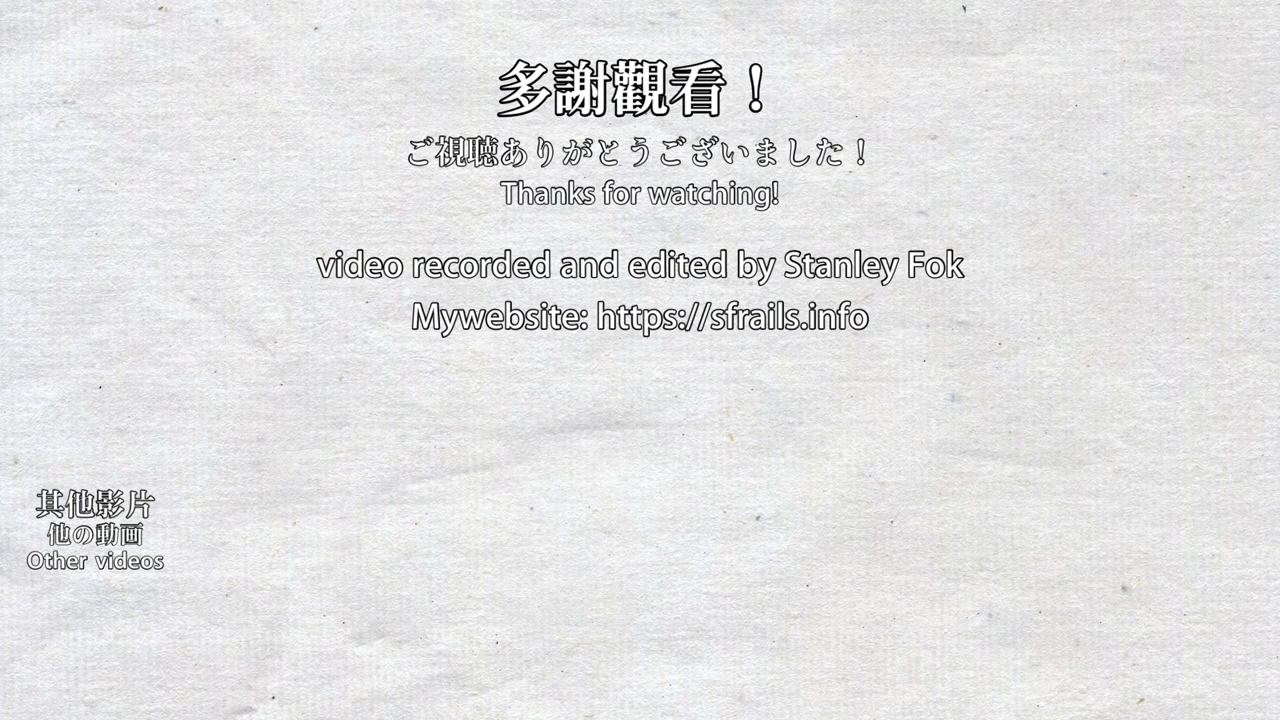 多謝觀看！
ご視聴ありがとうございました！
Thanks for watching!
video recorded and edited by Stanley Fok
Mywebsite: https://sfrails.info
其他影片
他の動画
Other videos